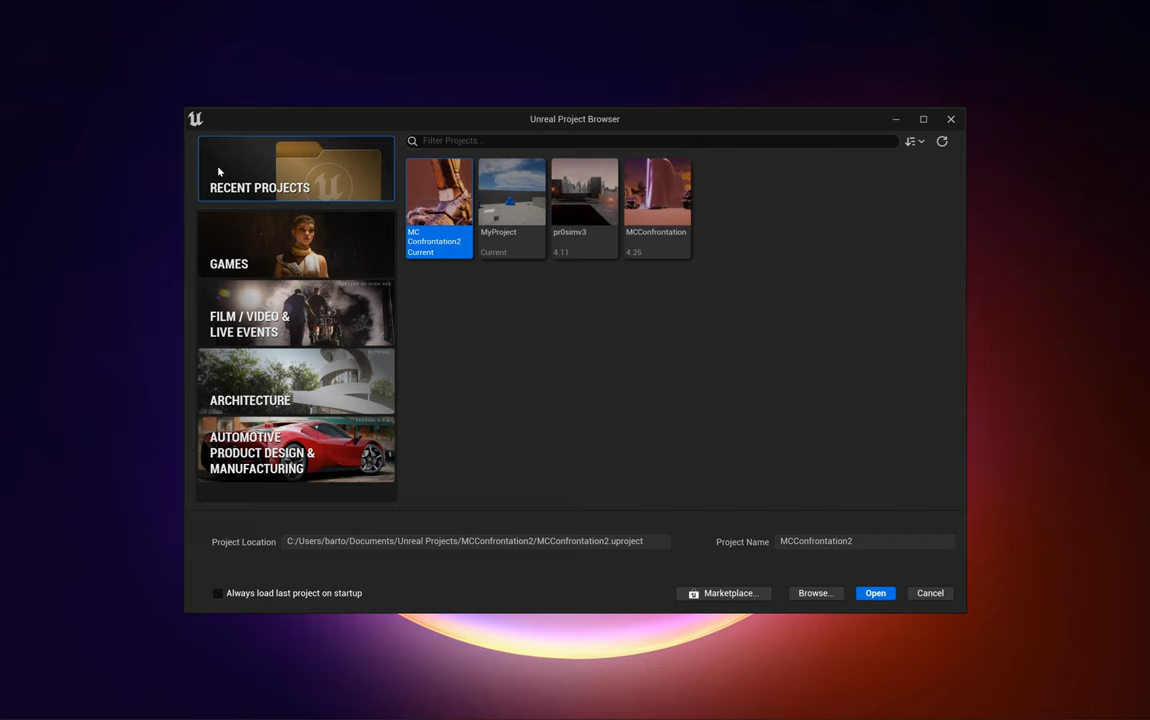 Unreal Project Browser
RECENT PROJECTS
Filter Projects...
MC
Confrontation2
Current
MyProject
Current
pr0simv3
4.11
MCConfrontation
4.26
GAMES
FILM / VIDEO &
LIVE EVENTS
ARCHITECTURE
AUTOMOTIVE
PRODUCT DESIGN &
MANUFACTURING
Project Location
C:/Users/barto/Documents/Unreal Projects/MCConfrontation2/MCConfrontation2.uproject
Project Name
MCConfrontation2
Always load last project on startup
Marketplace...
Browse...
Open
Cancel